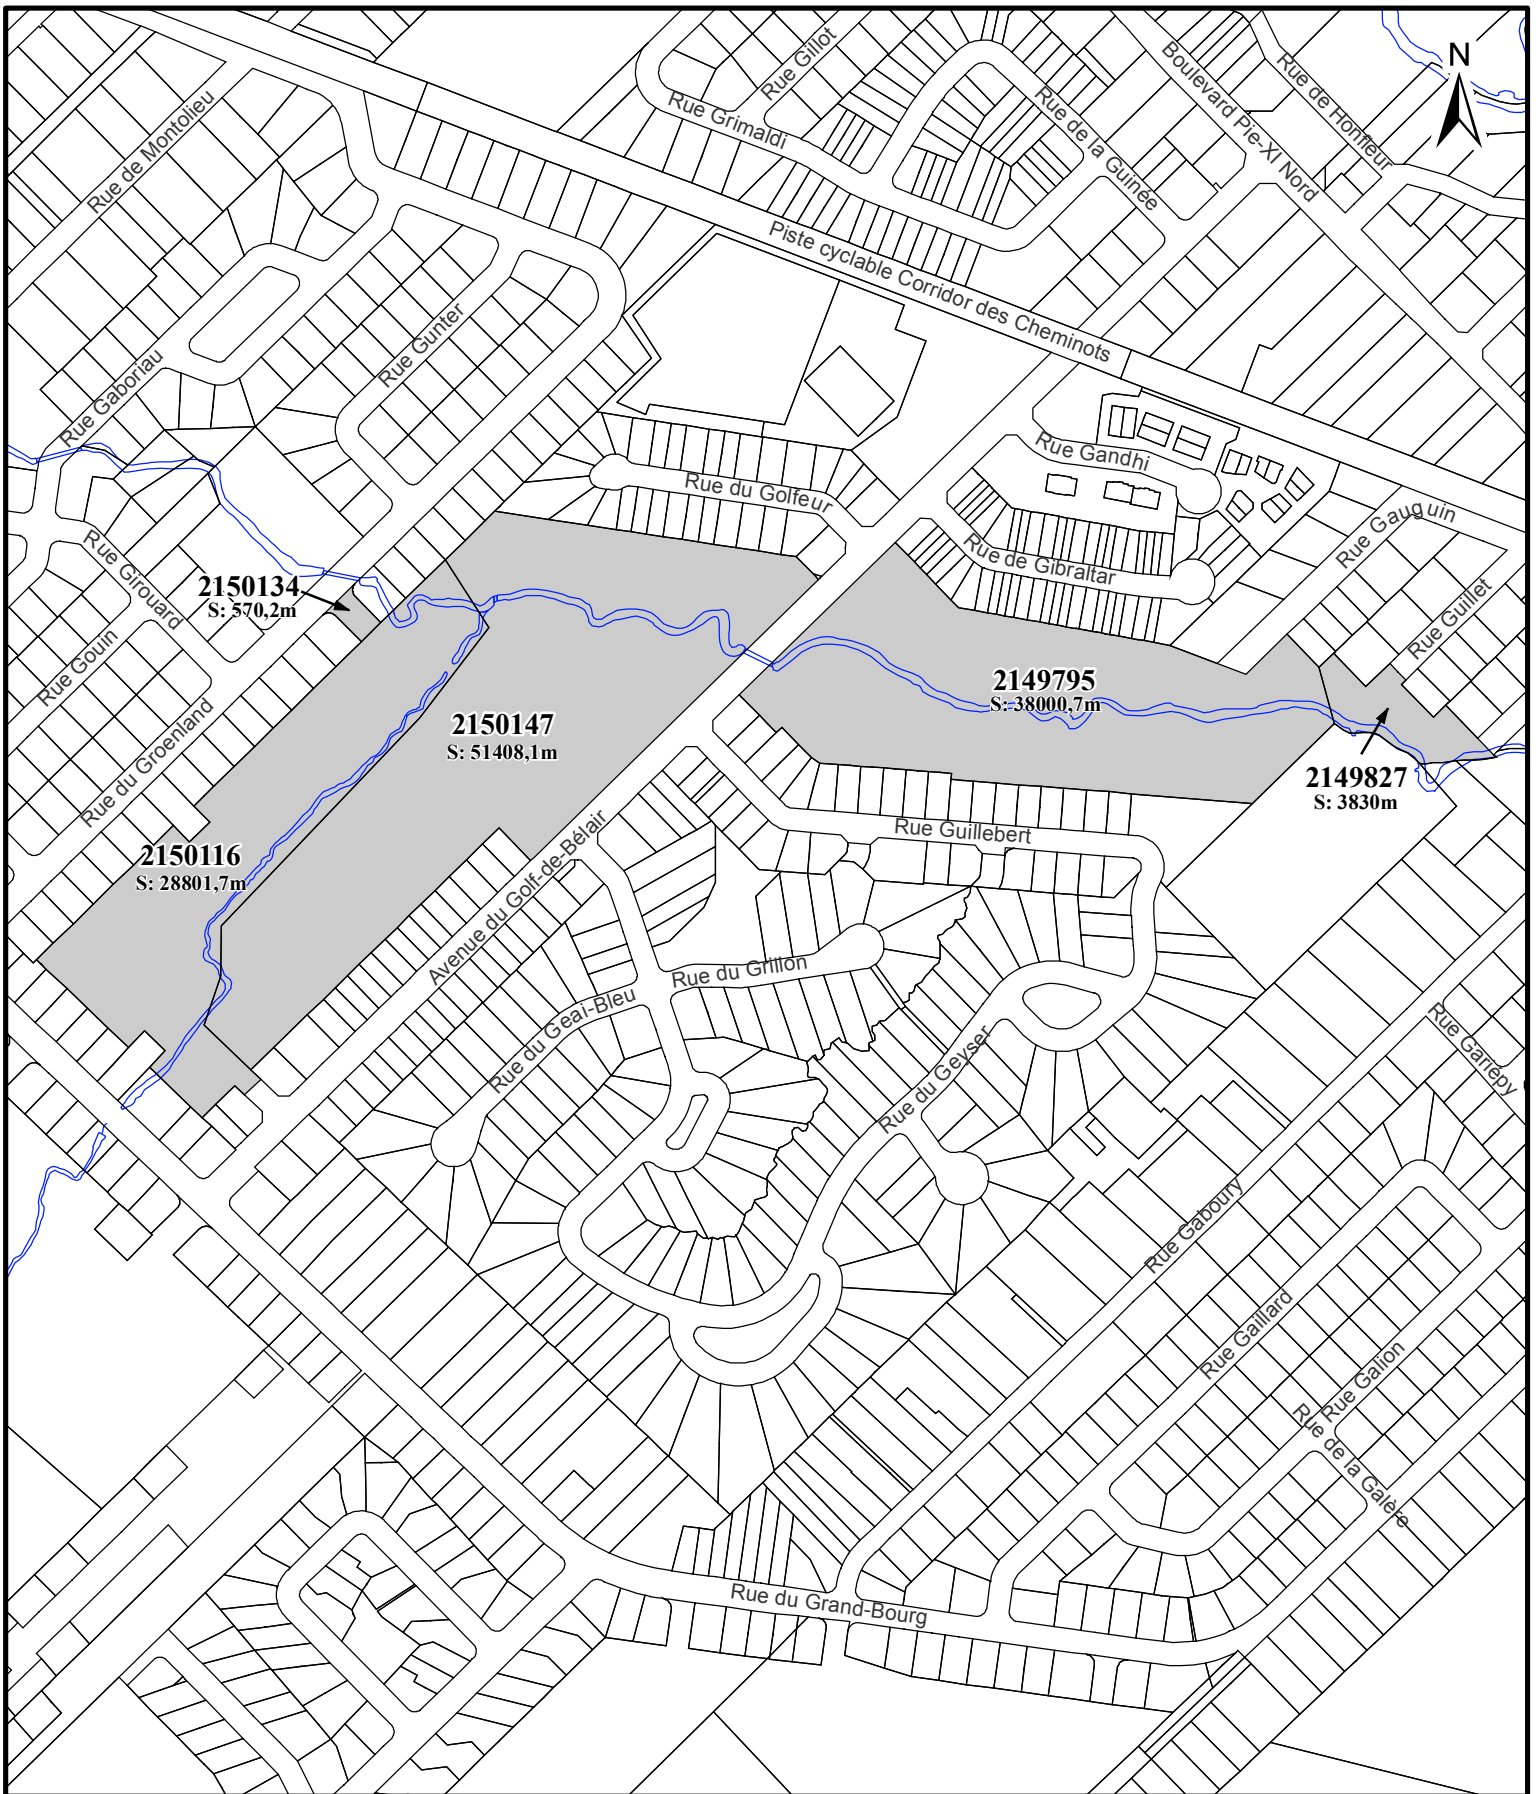 N
Rue Gillot
Rue Grimaldi
Rue de la Guinée
Boulevard Pie-XI Nord
Rue de Honfleur
Rue de Montolieu
Piste cyclable Corridor des Cheminots
Rue Gunter
Rue Gaboriau
Rue Gandhi
Rue du Golfeur
Rue de Gibraltar
Rue Gauguin
Rue Guillet
Rue Girouard
2150134
S: 570,2m
Rue Gouin
Rue du Groenland
2150147
S: 51408,1m
2149795
S: 38000,7m
2149827
S: 3830m
2150116
S: 28801,7m
Rue Guillebert
Avenue du Golf-de-Bélair
Rue du Grillon
Rue du Geai-Bleu
Rue du Geyser
Rue Gariépy
Rue Gaboury
Rue Gaillard
Rue Galion
Rue de la Galère
Rue du Grand-Bourg